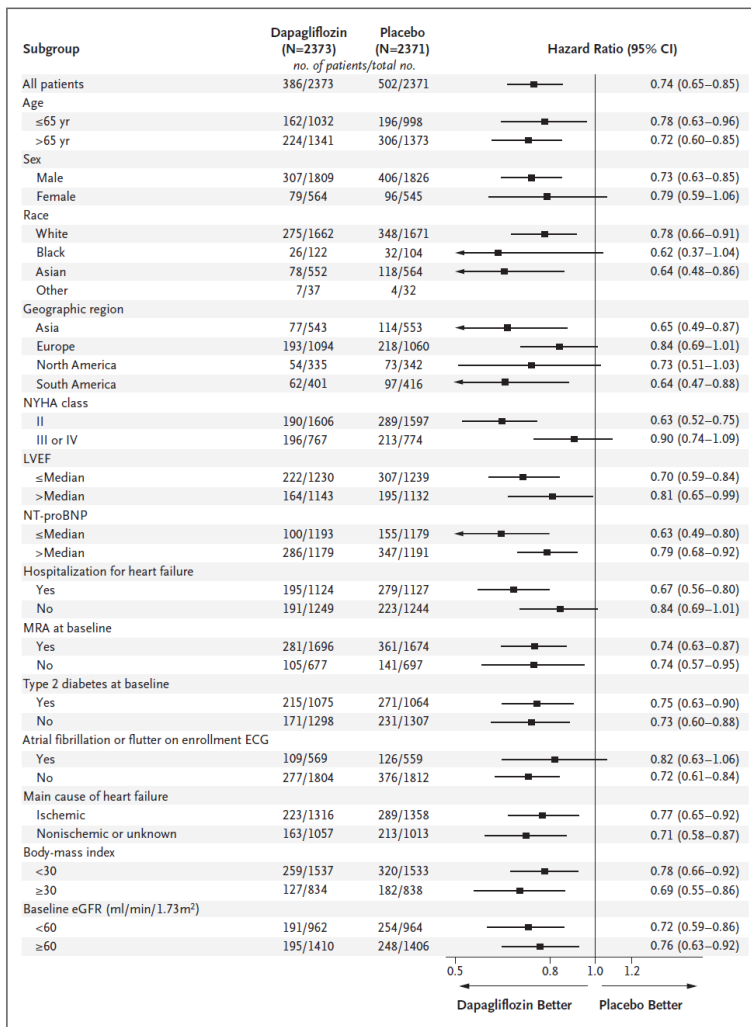 Subgroup Dapagliflozin (N=2373) Placebo (N=2371) Hazard Ratio (95% CI)
no. of patients/total no.
All patients 386/2373 502/2371 0.74 (0.65–0.85)
Age
≤65 yr 162/1032 196/998 0.78 (0.63–0.96)
>65 yr 224/1341 306/1373 0.72 (0.60–0.85)
Sex
Male 307/1809 406/1826 0.73 (0.63–0.85)
Female 79/564 96/545 0.79 (0.59–1.06)
Race
White 275/1662 348/1671 0.78 (0.66–0.91)
Black 26/122 32/104 0.62 (0.37–1.04)
Asian 78/552 118/564 0.64 (0.48–0.86)
Other 7/37 4/32
Geographic region
Asia 77/543 114/553 0.65 (0.49–0.87)
Europe 193/1094 218/1060 0.84 (0.69–1.01)
North America 54/335 73/342 0.73 (0.51–1.03)
South America 62/401 97/416 0.64 (0.47–0.88)
NYHA class
II 190/1606 289/1597 0.63 (0.52–0.75)
III or IV 196/767 213/774 0.90 (0.74–1.09)
LVEF
≤Median 222/1230 307/1239 0.70 (0.59–0.84)
>Median 164/1143 195/1132 0.81 (0.65–0.99)
NT-proBNP
≤Median 100/1193 155/1179 0.63 (0.49–0.80)
>Median 286/1179 347/1191 0.79 (0.68–0.92)
Hospitalization for heart failure
Yes 195/1124 279/1127 0.67 (0.56–0.80)
No 191/1249 223/1244 0.84 (0.69–1.01)
MRA at baseline
Yes 281/1696 361/1674 0.74 (0.63–0.87)
No 105/677 141/697 0.74 (0.57–0.95)
Type 2 diabetes at baseline
Yes 215/1075 271/1064 0.75 (0.63–0.90)
No 171/1298 231/1307 0.73 (0.60–0.88)
Atrial fibrillation or flutter on enrollment ECG
Yes 109/569 126/559 0.82 (0.63–1.06)
No 277/1804 376/1812 0.72 (0.61–0.84)
Main cause of heart failure
Ischemic 223/1316 289/1358 0.77 (0.65–0.92)
Nonischemic or unknown 163/1057 213/1013 0.71 (0.58–0.87)
Body-mass index
<30 259/1537 320/1533 0.78 (0.66–0.92)
≥30 127/834 182/838 0.69 (0.55–0.86)
Baseline eGFR (ml/min/1.73m²)
<60 191/962 254/964 0.72 (0.59–0.86)
≥60 195/1410 248/1406 0.76 (0.63–0.92)
0.5 0.8 1.0 1.2
Dapagliflozin Better Placebo Better